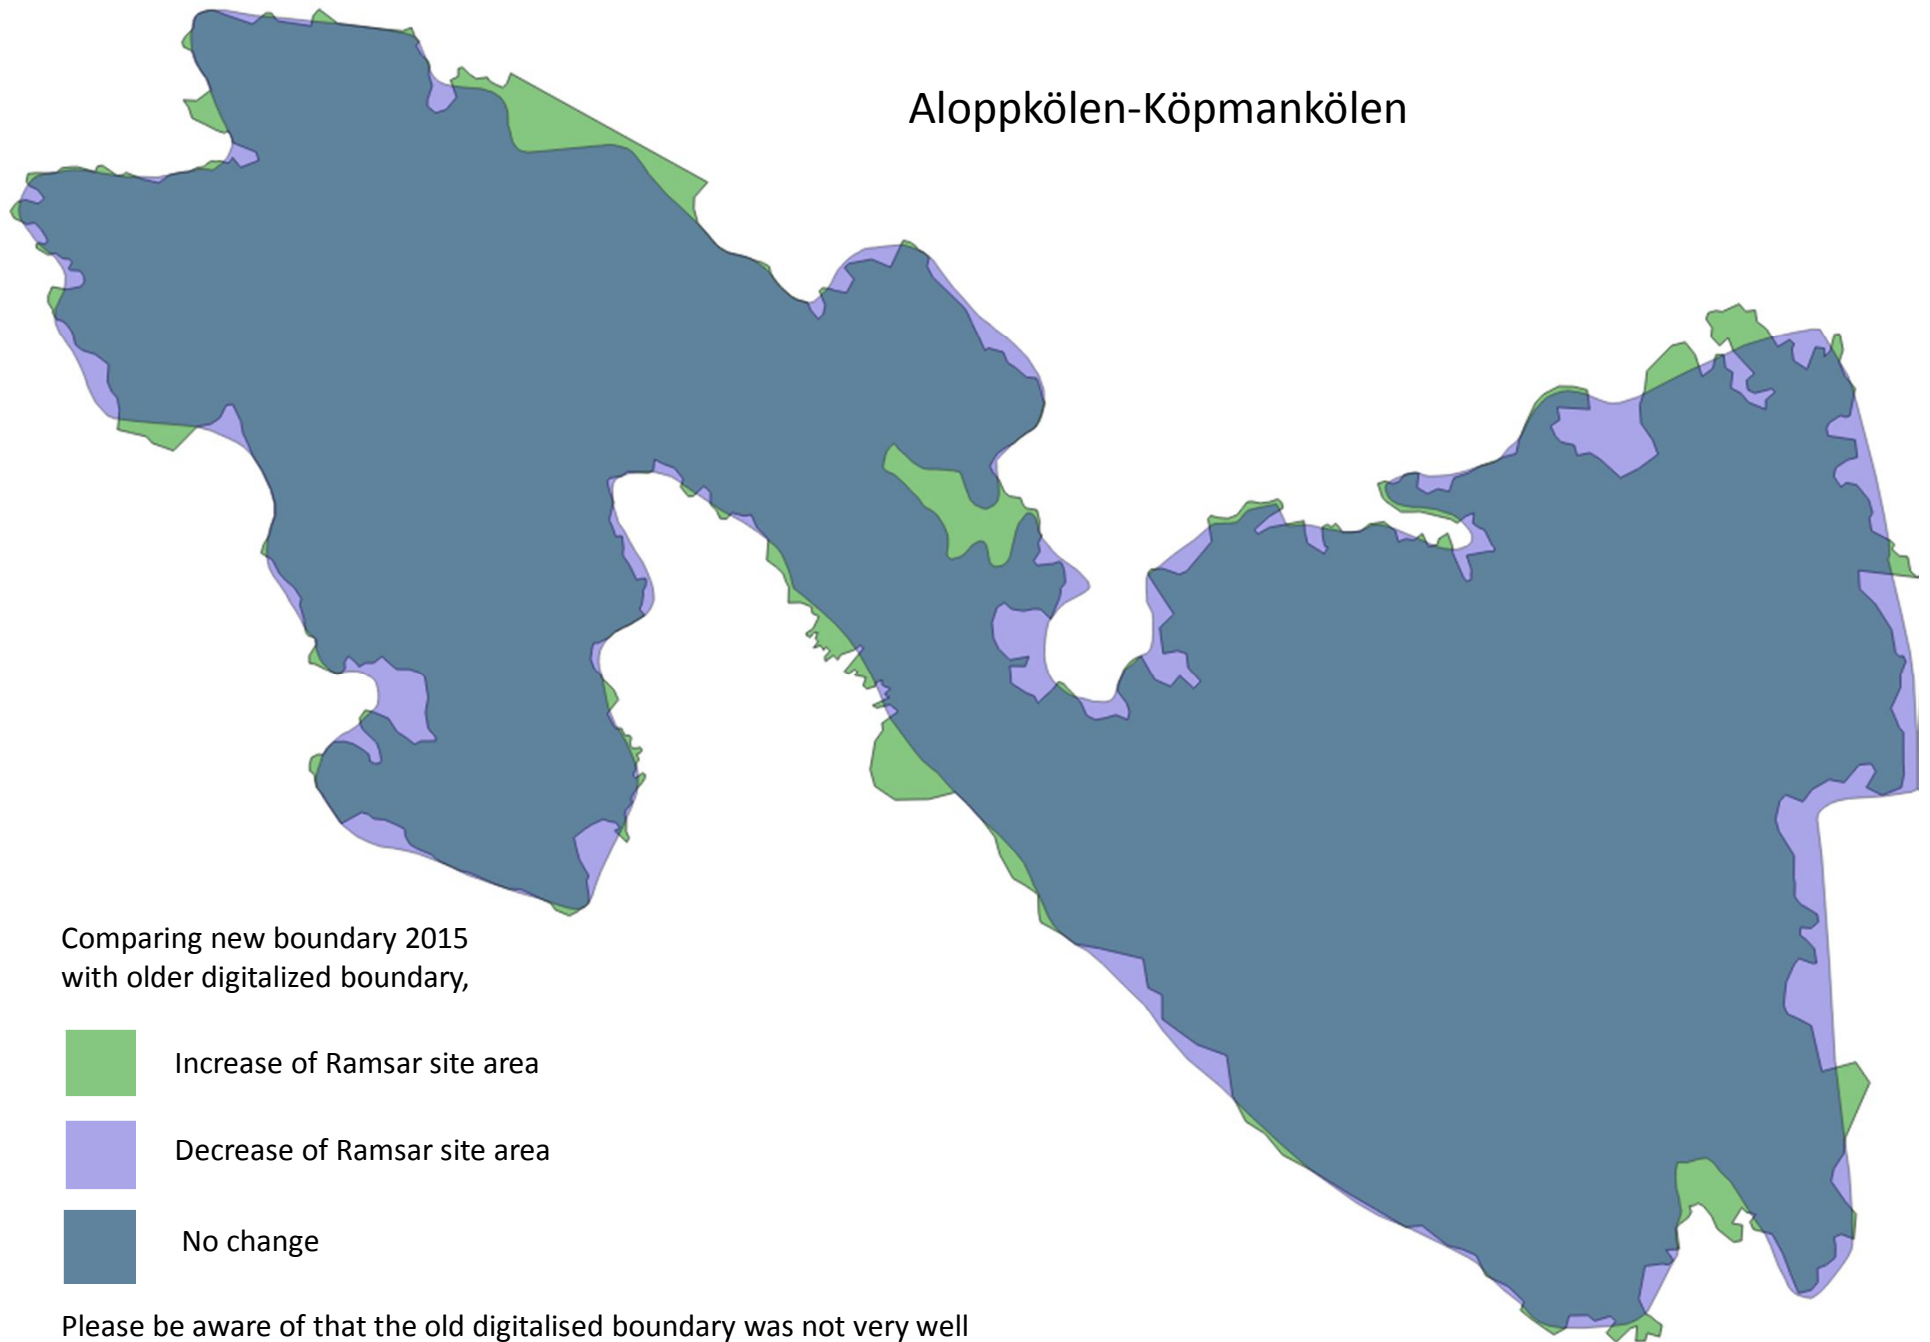 Aloppkölen-Köpmankölen
Comparing new boundary 2015
with older digitalized boundary,
Increase of Ramsar site area
Decrease of Ramsar site area
No change
Please be aware of that the old digitalised boundary was not very well